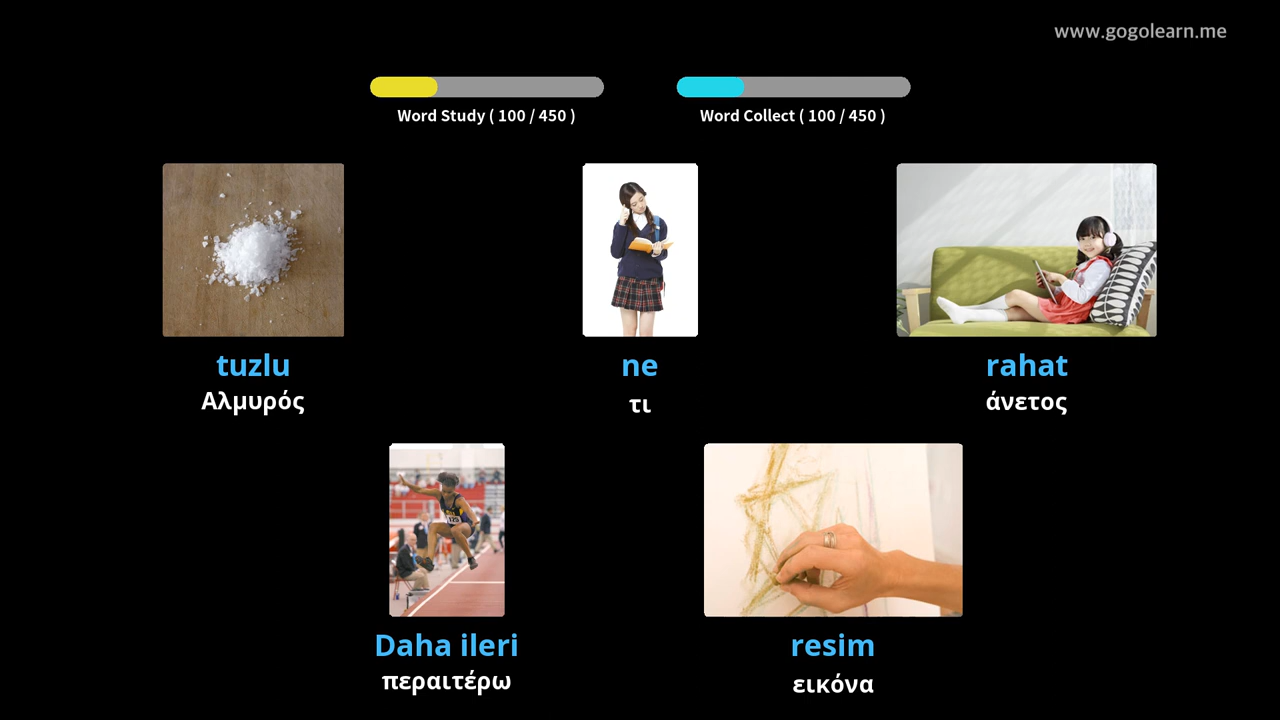 www.gogolearn.me
Word Study ( 100 / 450 )
Word Collect ( 100 / 450 )
tuzlu
Αλμυρός
ne
τι
rahat
άνετος
Daha ileri
περαιτέρω
resim
εικόνα